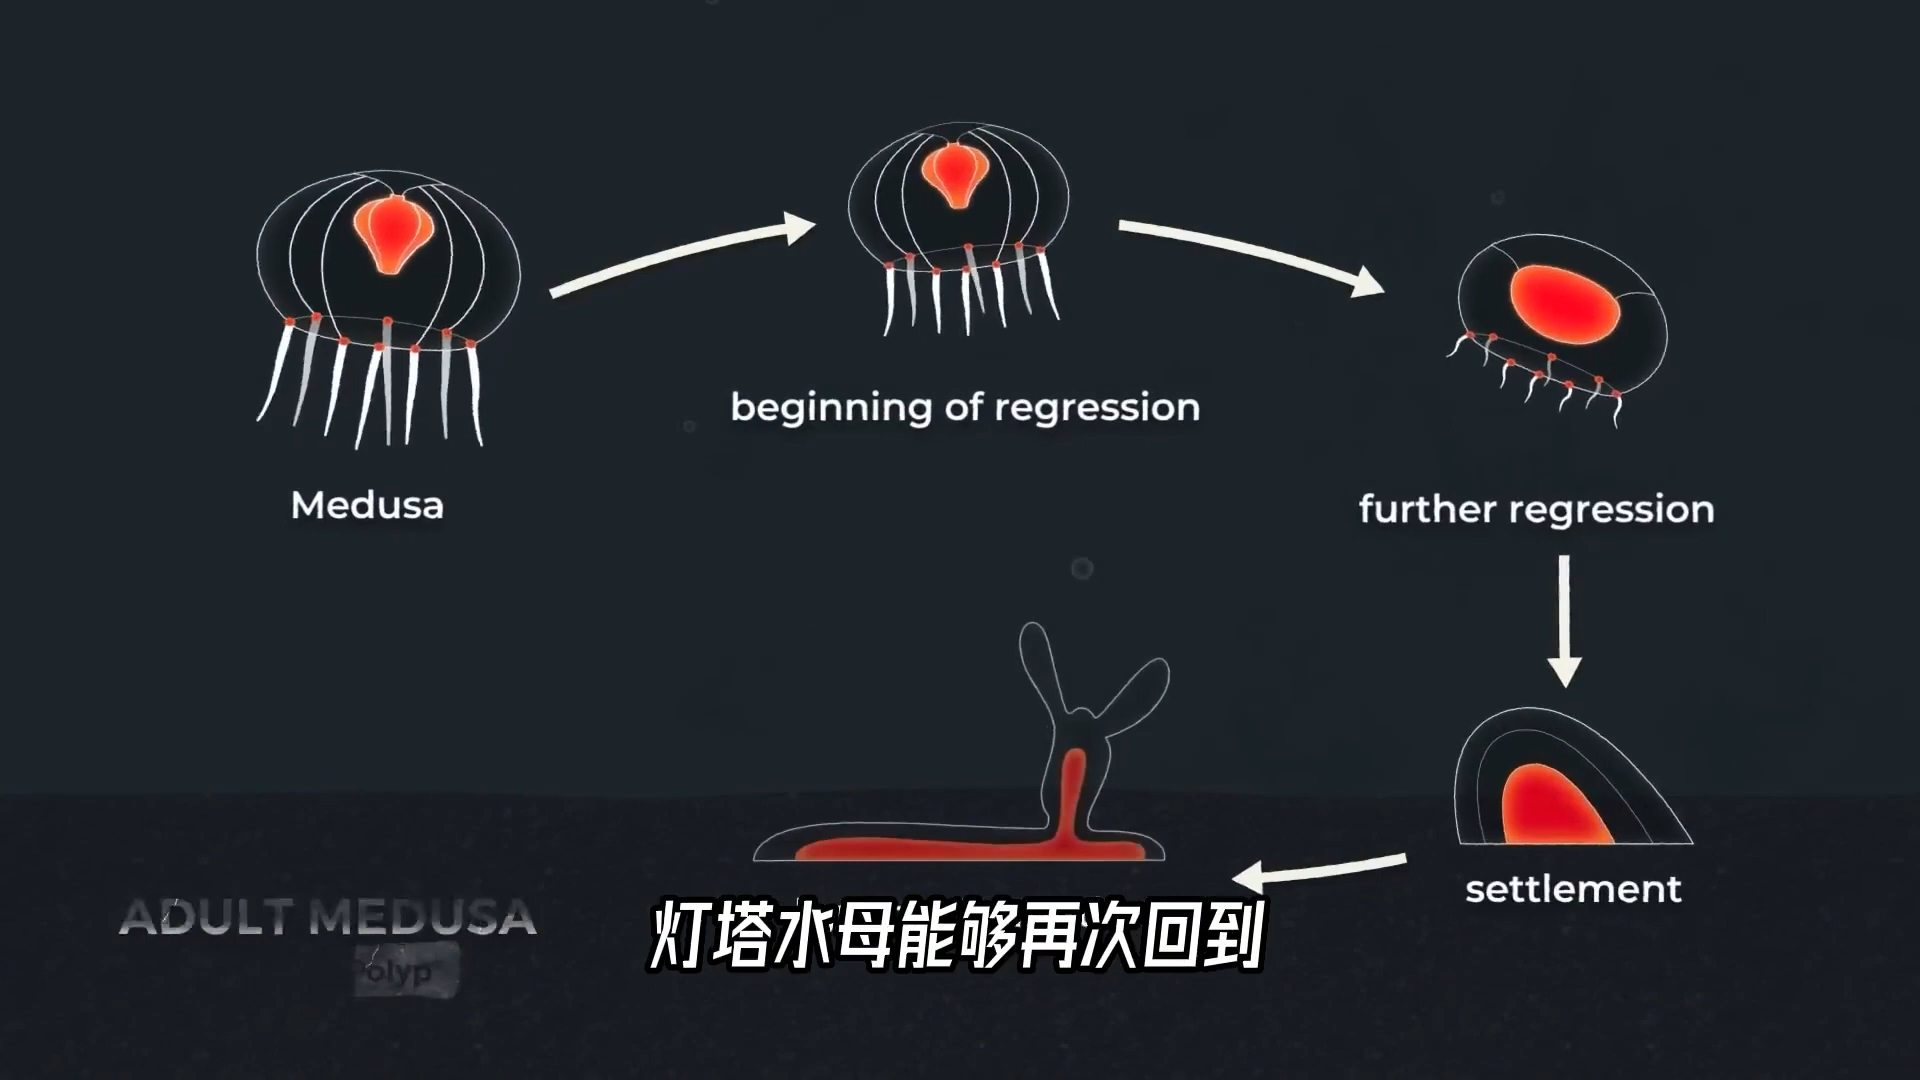 Medusa
beginning of regression
further regression
settlement
ADULT MEDUSA
olyp
灯塔水母能够再次回到